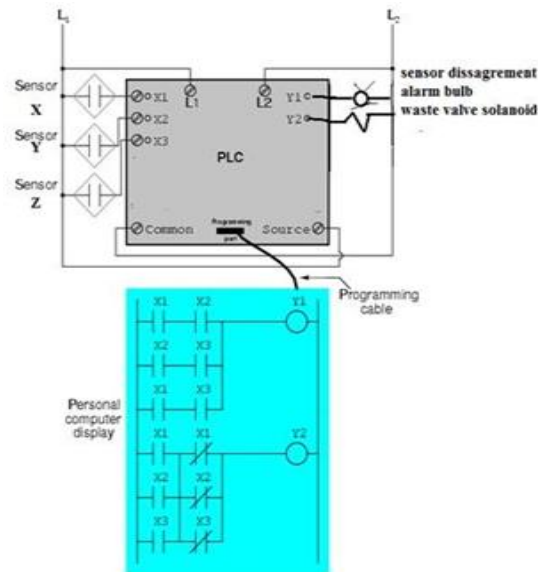 L1 L2
Sensor
X
Sensor
Y
Sensor
Z
X1
X2
X3
L1 L2
Y1
Y2
PLC
Common
Programming
port
Source
sensor dissagrement
alarm bulb
waste valve solanoid
Programming
cable
Personal
computer
display
X1 X2 Y1
X2 X3
X1 X3
X1 X1 Y2
X2 X2
X3 X3